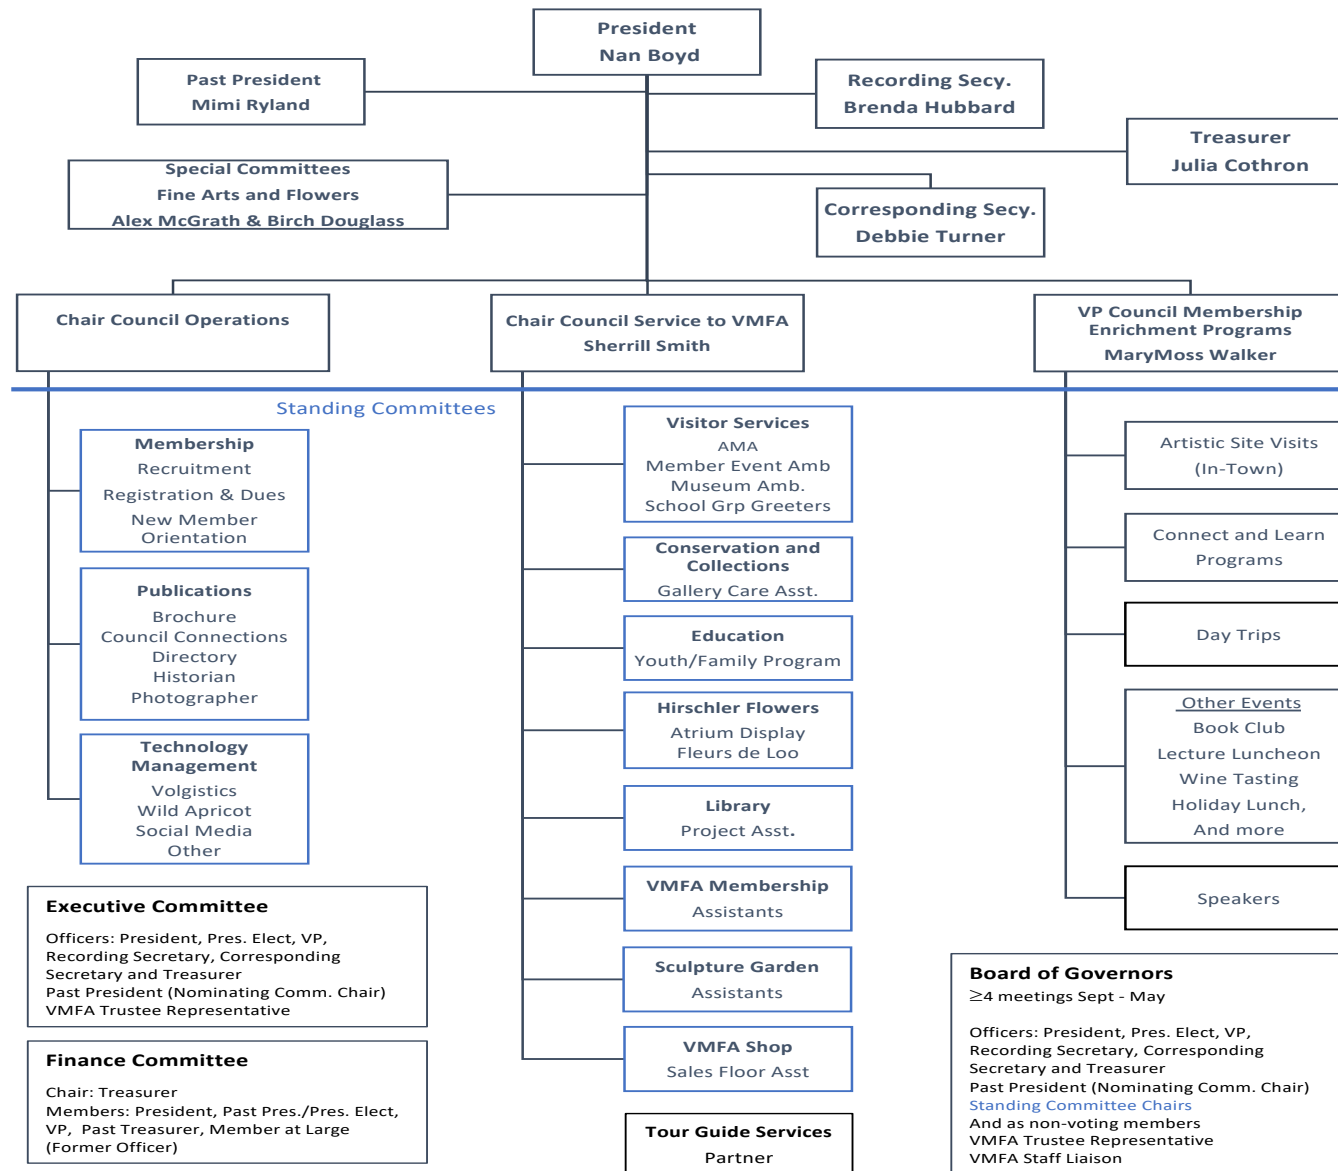 President
Nan Boyd
Past President
Mimi Ryland
Recording Secy.
Brenda Hubbard
Treasurer
Julia Cothron
Special Committees
Fine Arts and Flowers
Alex McGrath & Birch Douglass
Corresponding Secy.
Debbie Turner
Chair Council Operations
Chair Council Service to VMFA
Sherrill Smith
VP Council Membership
Enrichment Programs
MaryMoss Walker
Standing Committees
Membership
Recruitment
Registration & Dues
New Member
Orientation
Publications
Brochure
Council Connections
Directory
Historian
Photographer
Technology
Management
Volgistics
Wild Apricot
Social Media
Other
Visitor Services
AMA
Member Event Amb
Museum Amb.
School Grp Greeters
Conservation and
Collections
Gallery Care Asst.
Education
Youth/Family Program
Hirschler Flowers
Atrium Display
Fleurs de Loo
Library
Project Asst.
VMFA Membership
Assistants
Sculpture Garden
Assistants
VMFA Shop
Sales Floor Asst
Tour Guide Services
Partner
Artistic Site Visits
(In-Town)
Connect and Learn
Programs
Day Trips
Other Events
Book Club
Lecture Luncheon
Wine Tasting
Holiday Lunch,
And more
Speakers
Executive Committee
Officers: President, Pres. Elect, VP,
Recording Secretary, Corresponding
Secretary and Treasurer
Past President (Nominating Comm. Chair)
VMFA Trustee Representative
Finance Committee
Chair: Treasurer
Members: President, Past Pres./Pres. Elect,
VP, Past Treasurer, Member at Large
(Former Officer)
Board of Governors
≥4 meetings Sept - May
Officers: President, Pres. Elect, VP,
Recording Secretary, Corresponding
Secretary and Treasurer
Past President (Nominating Comm. Chair)
Standing Committee Chairs
And as non-voting members
VMFA Trustee Representative
VMFA Staff Liaison